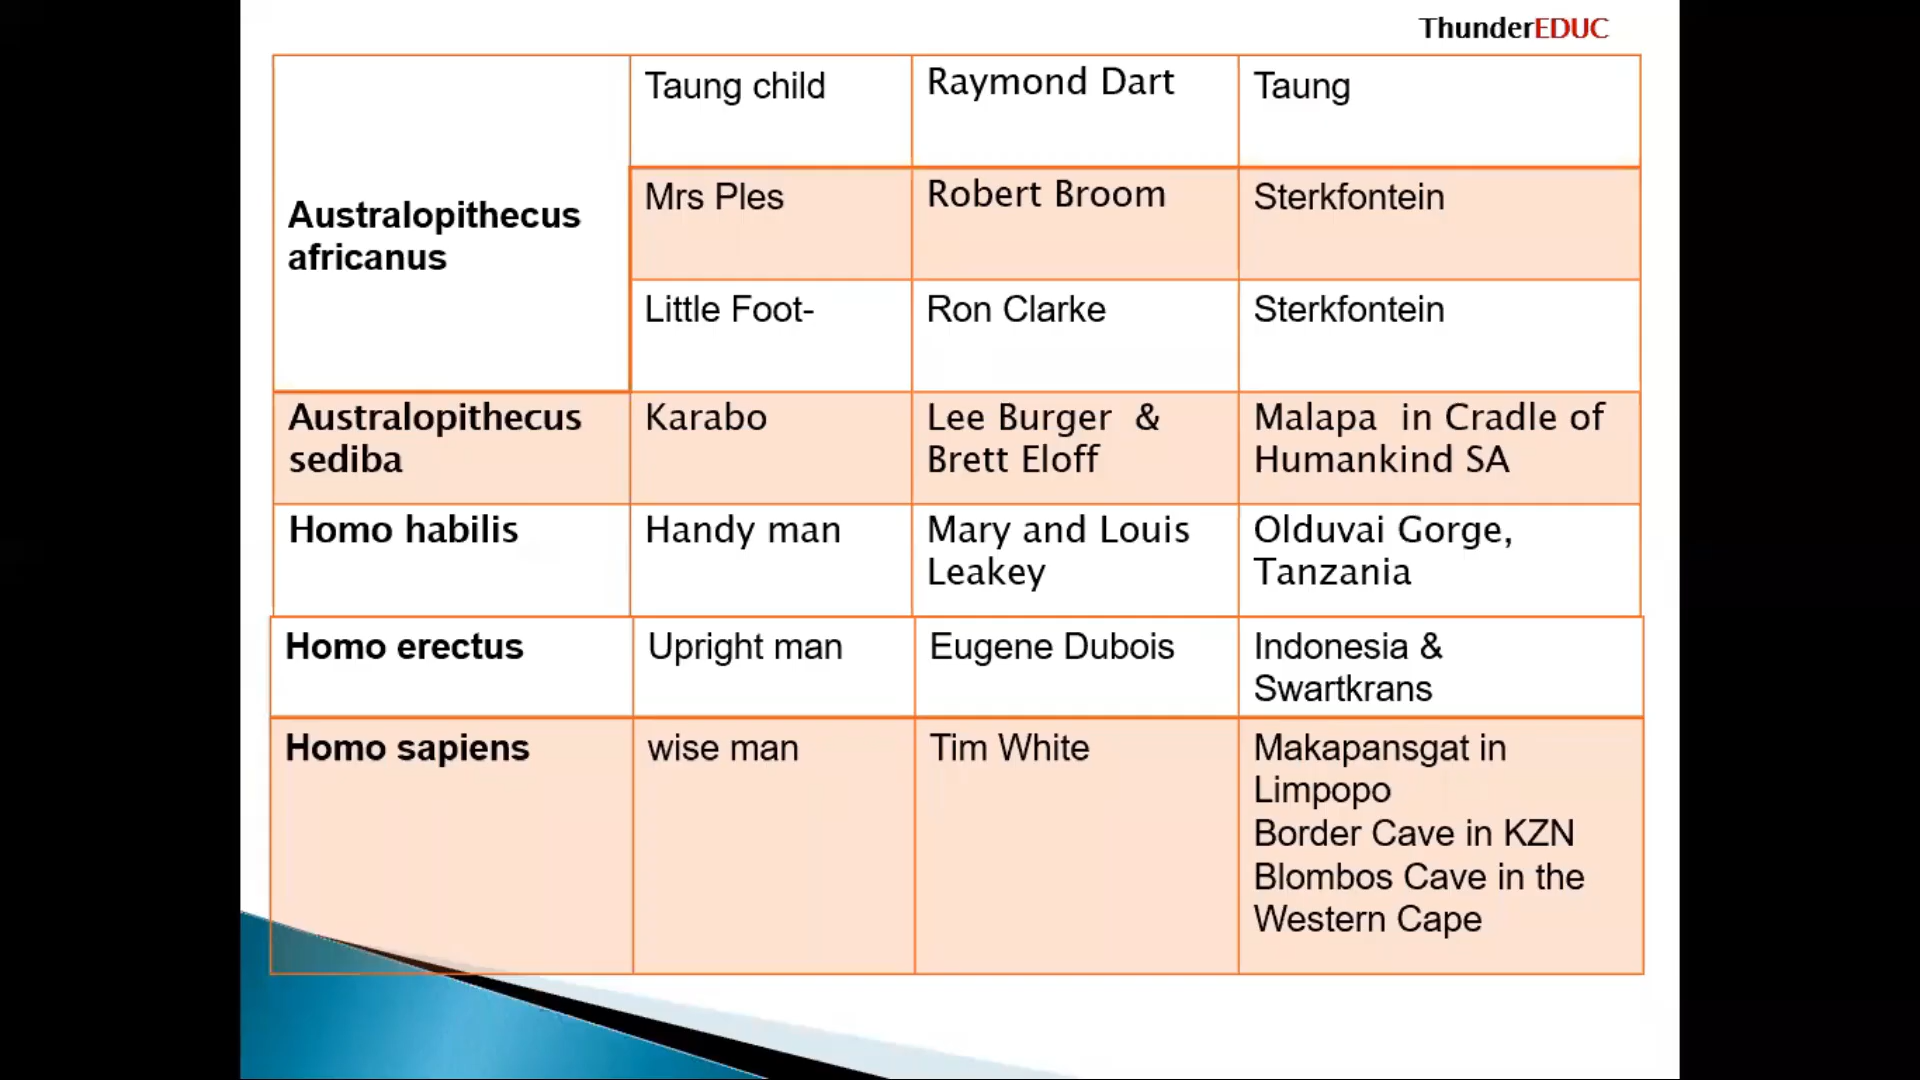 ThunderEDUC
Taung child
Raymond Dart
Taung
Australopithecus
africanus
Mrs Ples
Robert Broom
Sterkfontein
Little Foot-
Ron Clarke
Sterkfontein
Australopithecus
sediba
Karabo
Lee Burger &
Brett Eloff
Malapa in Cradle of
Humankind SA
Homo habilis
Handy man
Mary and Louis
Leakey
Olduvai Gorge,
Tanzania
Homo erectus
Upright man
Eugene Dubois
Indonesia &
Swartkrans
Homo sapiens
wise man
Tim White
Makapansgat in
Limpopo
Border Cave in KZN
Blombos Cave in the
Western Cape